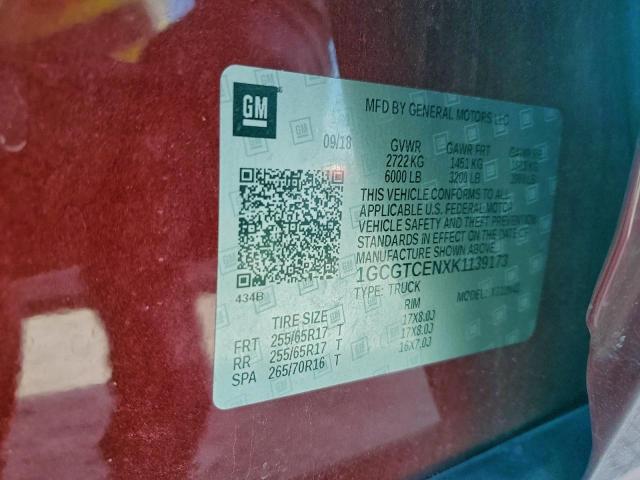 GM
MFD BY GENERAL MOTORS LLC
09/18
GVWR GAWR FRT GAWR RR
2722 KG 1451 KG
6000 LB 3200 LB
THIS VEHICLE CONFORMS TO ALL
APPLICABLE U.S. FEDERAL MOTOR
VEHICLE SAFETY AND THEFT PREVENTION
STANDARDS IN EFFECT ON THE DATE OF
MANUFACTURE SHOWN ABOVE.
1GCGTCENXK1139173
434B
TYPE: TRUCK MODEL:
TIRE SIZE RIM
FRT 255/65R17 T 17X8.0J
RR 255/65R17 T 17X8.0J
SPA 265/70R16 T 16X7.0J